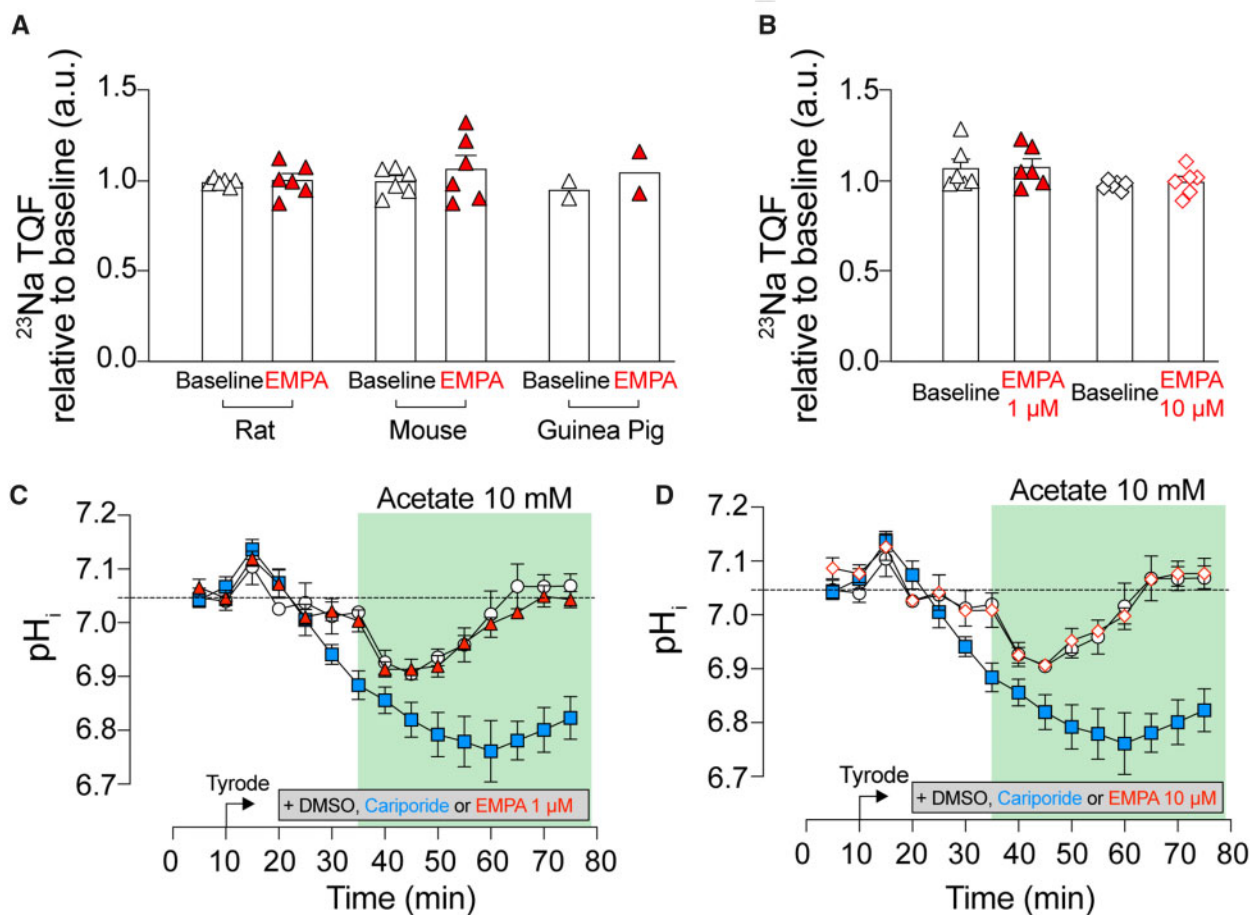 A
²³Na TQF
relative to baseline (a.u.)
1.5
1.0
0.5
0.0
Baseline EMPA Baseline EMPA Baseline EMPA
Rat Mouse Guinea Pig
B
²³Na TQF
relative to baseline (a.u.)
1.5
1.0
0.5
0.0
Baseline EMPA 1 µM Baseline EMPA 10 µM
C
Acetate 10 mM
pHi
7.2
7.1
7.0
6.9
6.8
6.7
Tyrode
+ DMSO, Cariporide or EMPA 1 µM
0 10 20 30 40 50 60 70 80
Time (min)
D
Acetate 10 mM
pHi
7.2
7.1
7.0
6.9
6.8
6.7
Tyrode
+ DMSO, Cariporide or EMPA 10 µM
0 10 20 30 40 50 60 70 80
Time (min)